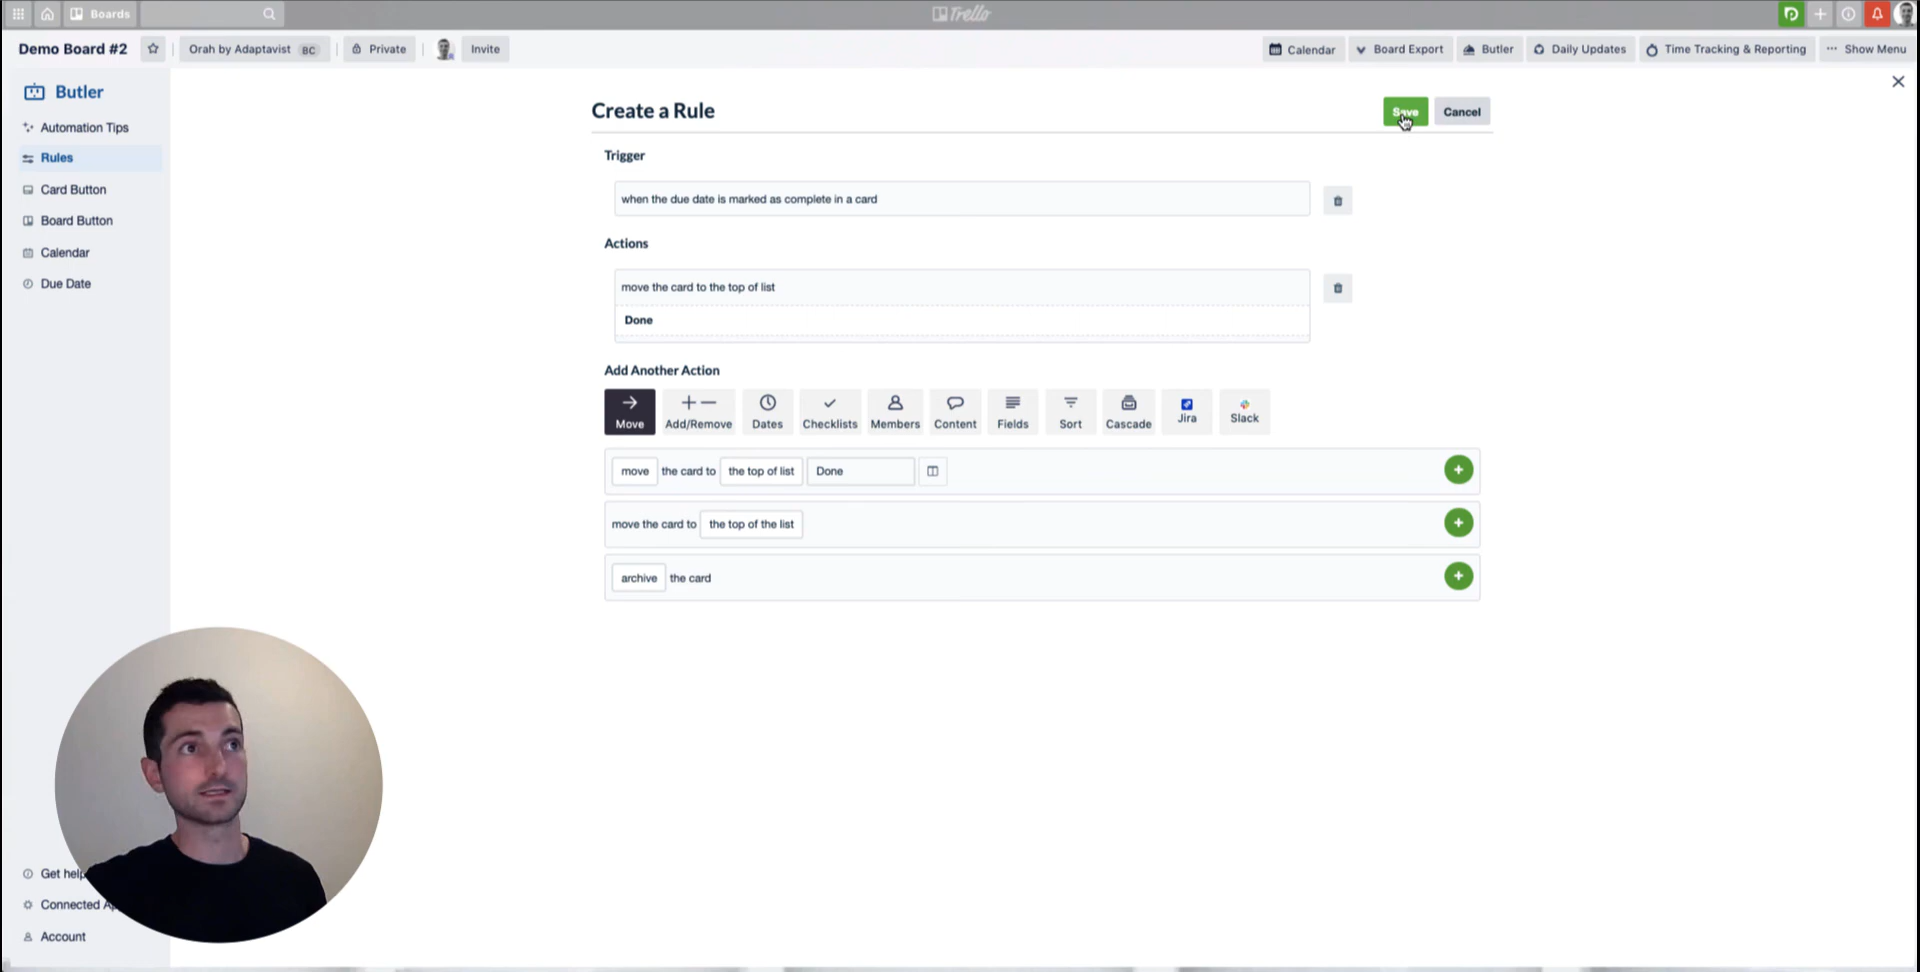 Boards
Trello
Demo Board #2
Orah by Adaptavist BC
Private
Invite
Calendar
Board Export
Butler
Daily Updates
Time Tracking & Reporting
Show Menu
Butler
Automation Tips
Rules
Card Button
Board Button
Calendar
Due Date
Get help
Connected
Account
Create a Rule
Save
Cancel
Trigger
when the due date is marked as complete in a card
Actions
move the card to the top of list
Done
Add Another Action
Move
Add/Remove
Dates
Checklists
Members
Content
Fields
Sort
Cascade
Jira
Slack
move the card to the top of list Done
move the card to the top of the list
archive the card